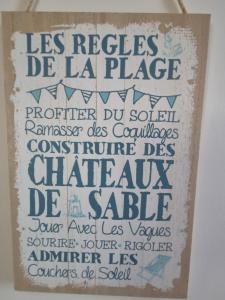 LES REGLES
DE LA PLAGE
PROFITER DU SOLEIL
Ramasser des Coquillages
CONSTRUIRE DES
CHÂTEAUX
DE SABLE
Jouer Avec Les Vagues
SOURIRE · JOUER · RIGOLER
ADMIRER LES
Couchers de Soleil